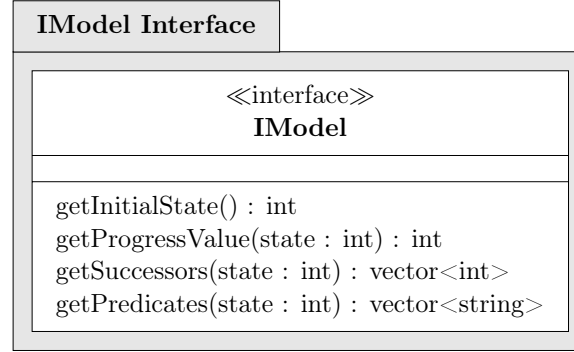 IModel Interface
≪interface≫
IModel
getInitialState() : int
getProgressValue(state : int) : int
getSuccessors(state : int) : vector<int>
getPredicates(state : int) : vector<string>